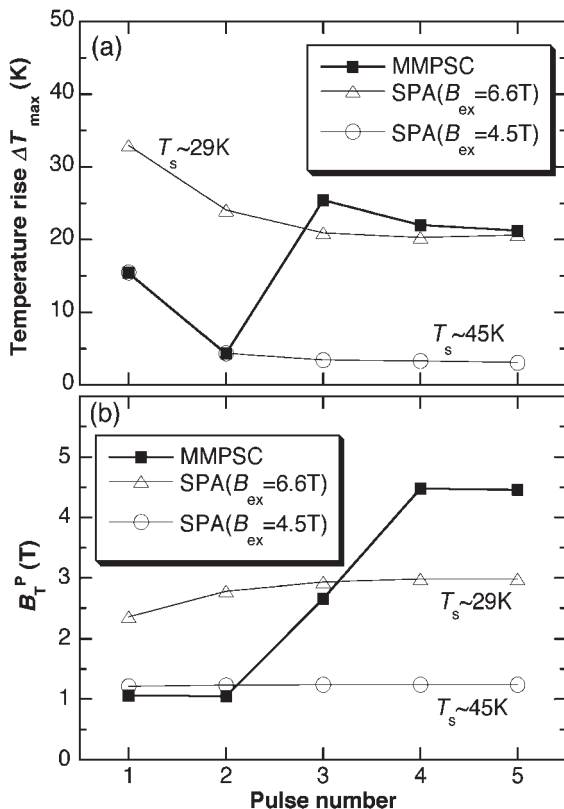 50
(a)
MMPSC
SPA(Bex=6.6T)
SPA(Bex=4.5T)
40
Ts~29K
30
20
10
Ts~45K
0
Temperature rise ΔTmax (K)
(b)
MMPSC
SPA(Bex=6.6T)
SPA(Bex=4.5T)
5
4
3
Ts~29K
2
1
Ts~45K
0
BTP (T)
1 2 3 4 5
Pulse number